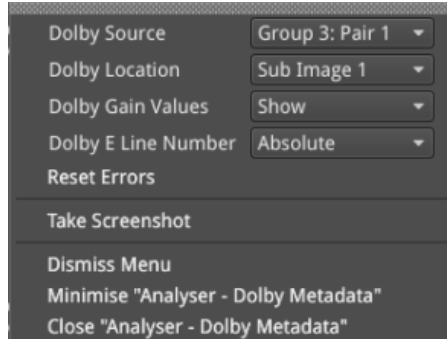 Dolby Source Group 3: Pair 1
Dolby Location Sub Image 1
Dolby Gain Values Show
Dolby E Line Number Absolute
Reset Errors
Take Screenshot
Dismiss Menu
Minimise "Analyser - Dolby Metadata"
Close "Analyser - Dolby Metadata"